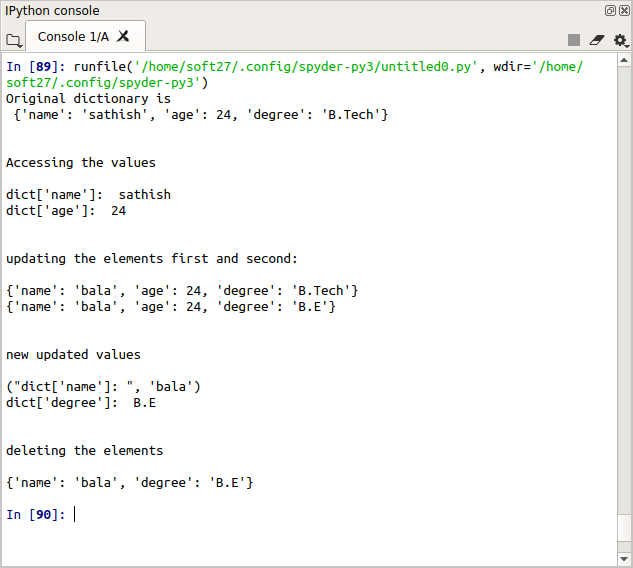 IPython console
Console 1/A
In [89]: runfile('/home/soft27/.config/spyder-py3/untitled0.py', wdir='/home/
soft27/.config/spyder-py3')
Original dictionary is
 {'name': 'sathish', 'age': 24, 'degree': 'B.Tech'}
Accessing the values
dict['name']:  sathish
dict['age']:  24
updating the elements first and second:
{'name': 'bala', 'age': 24, 'degree': 'B.Tech'}
{'name': 'bala', 'age': 24, 'degree': 'B.E'}
new updated values
("dict['name']: ", 'bala')
dict['degree']:  B.E
deleting the elements
{'name': 'bala', 'degree': 'B.E'}
In [90]: